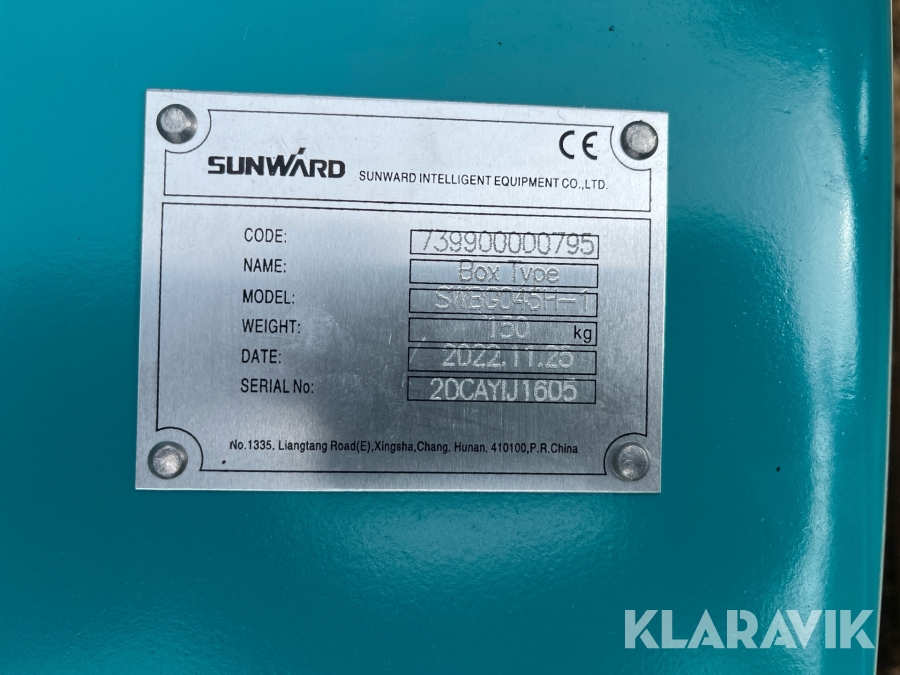 CE
SUNWARD SUNWARD INTELLIGENT EQUIPMENT CO.,LTD.
CODE: 739900000795
NAME: Box Type
MODEL:
WEIGHT: 150 kg
DATE: 2022.11.25
SERIAL No: 20CAYIJ1605
No.1335, Liangtang Road(E),Xingsha,Chang, Hunan, 410100,P.R.China
KLARAVIK